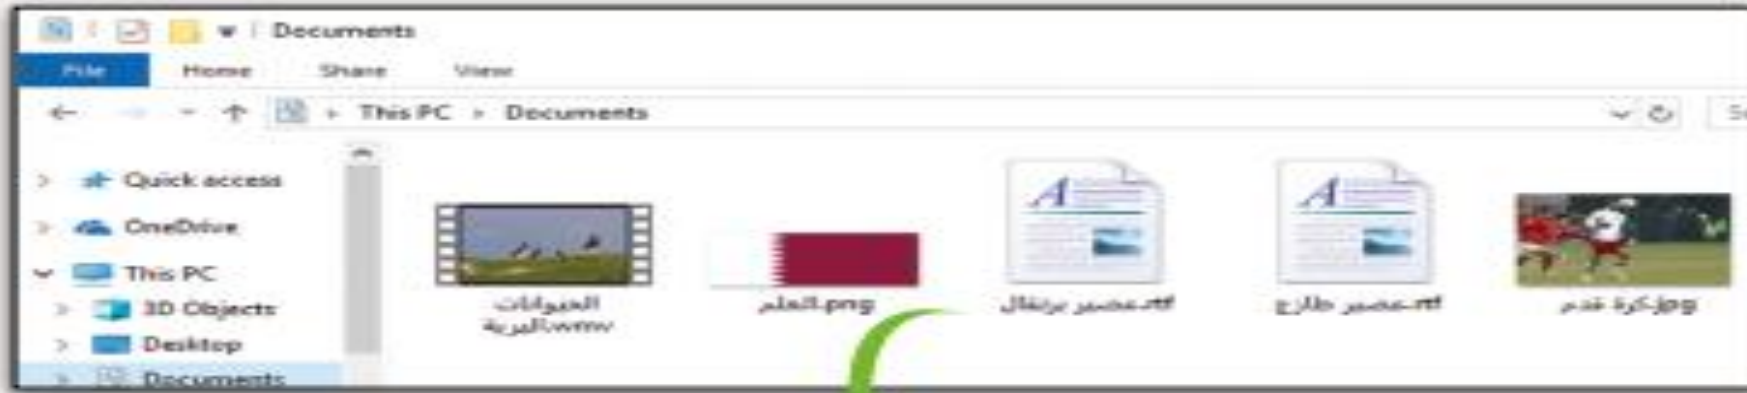 Documents
File Home Share View
This PC > Documents
Quick access
OneDrive
This PC
3D Objects
Desktop
Documents
الحيوانات
البرية.wmv
العلم.png
عصير برتقال.rtf
عصير طازج.rtf
كرة قدم.jpg